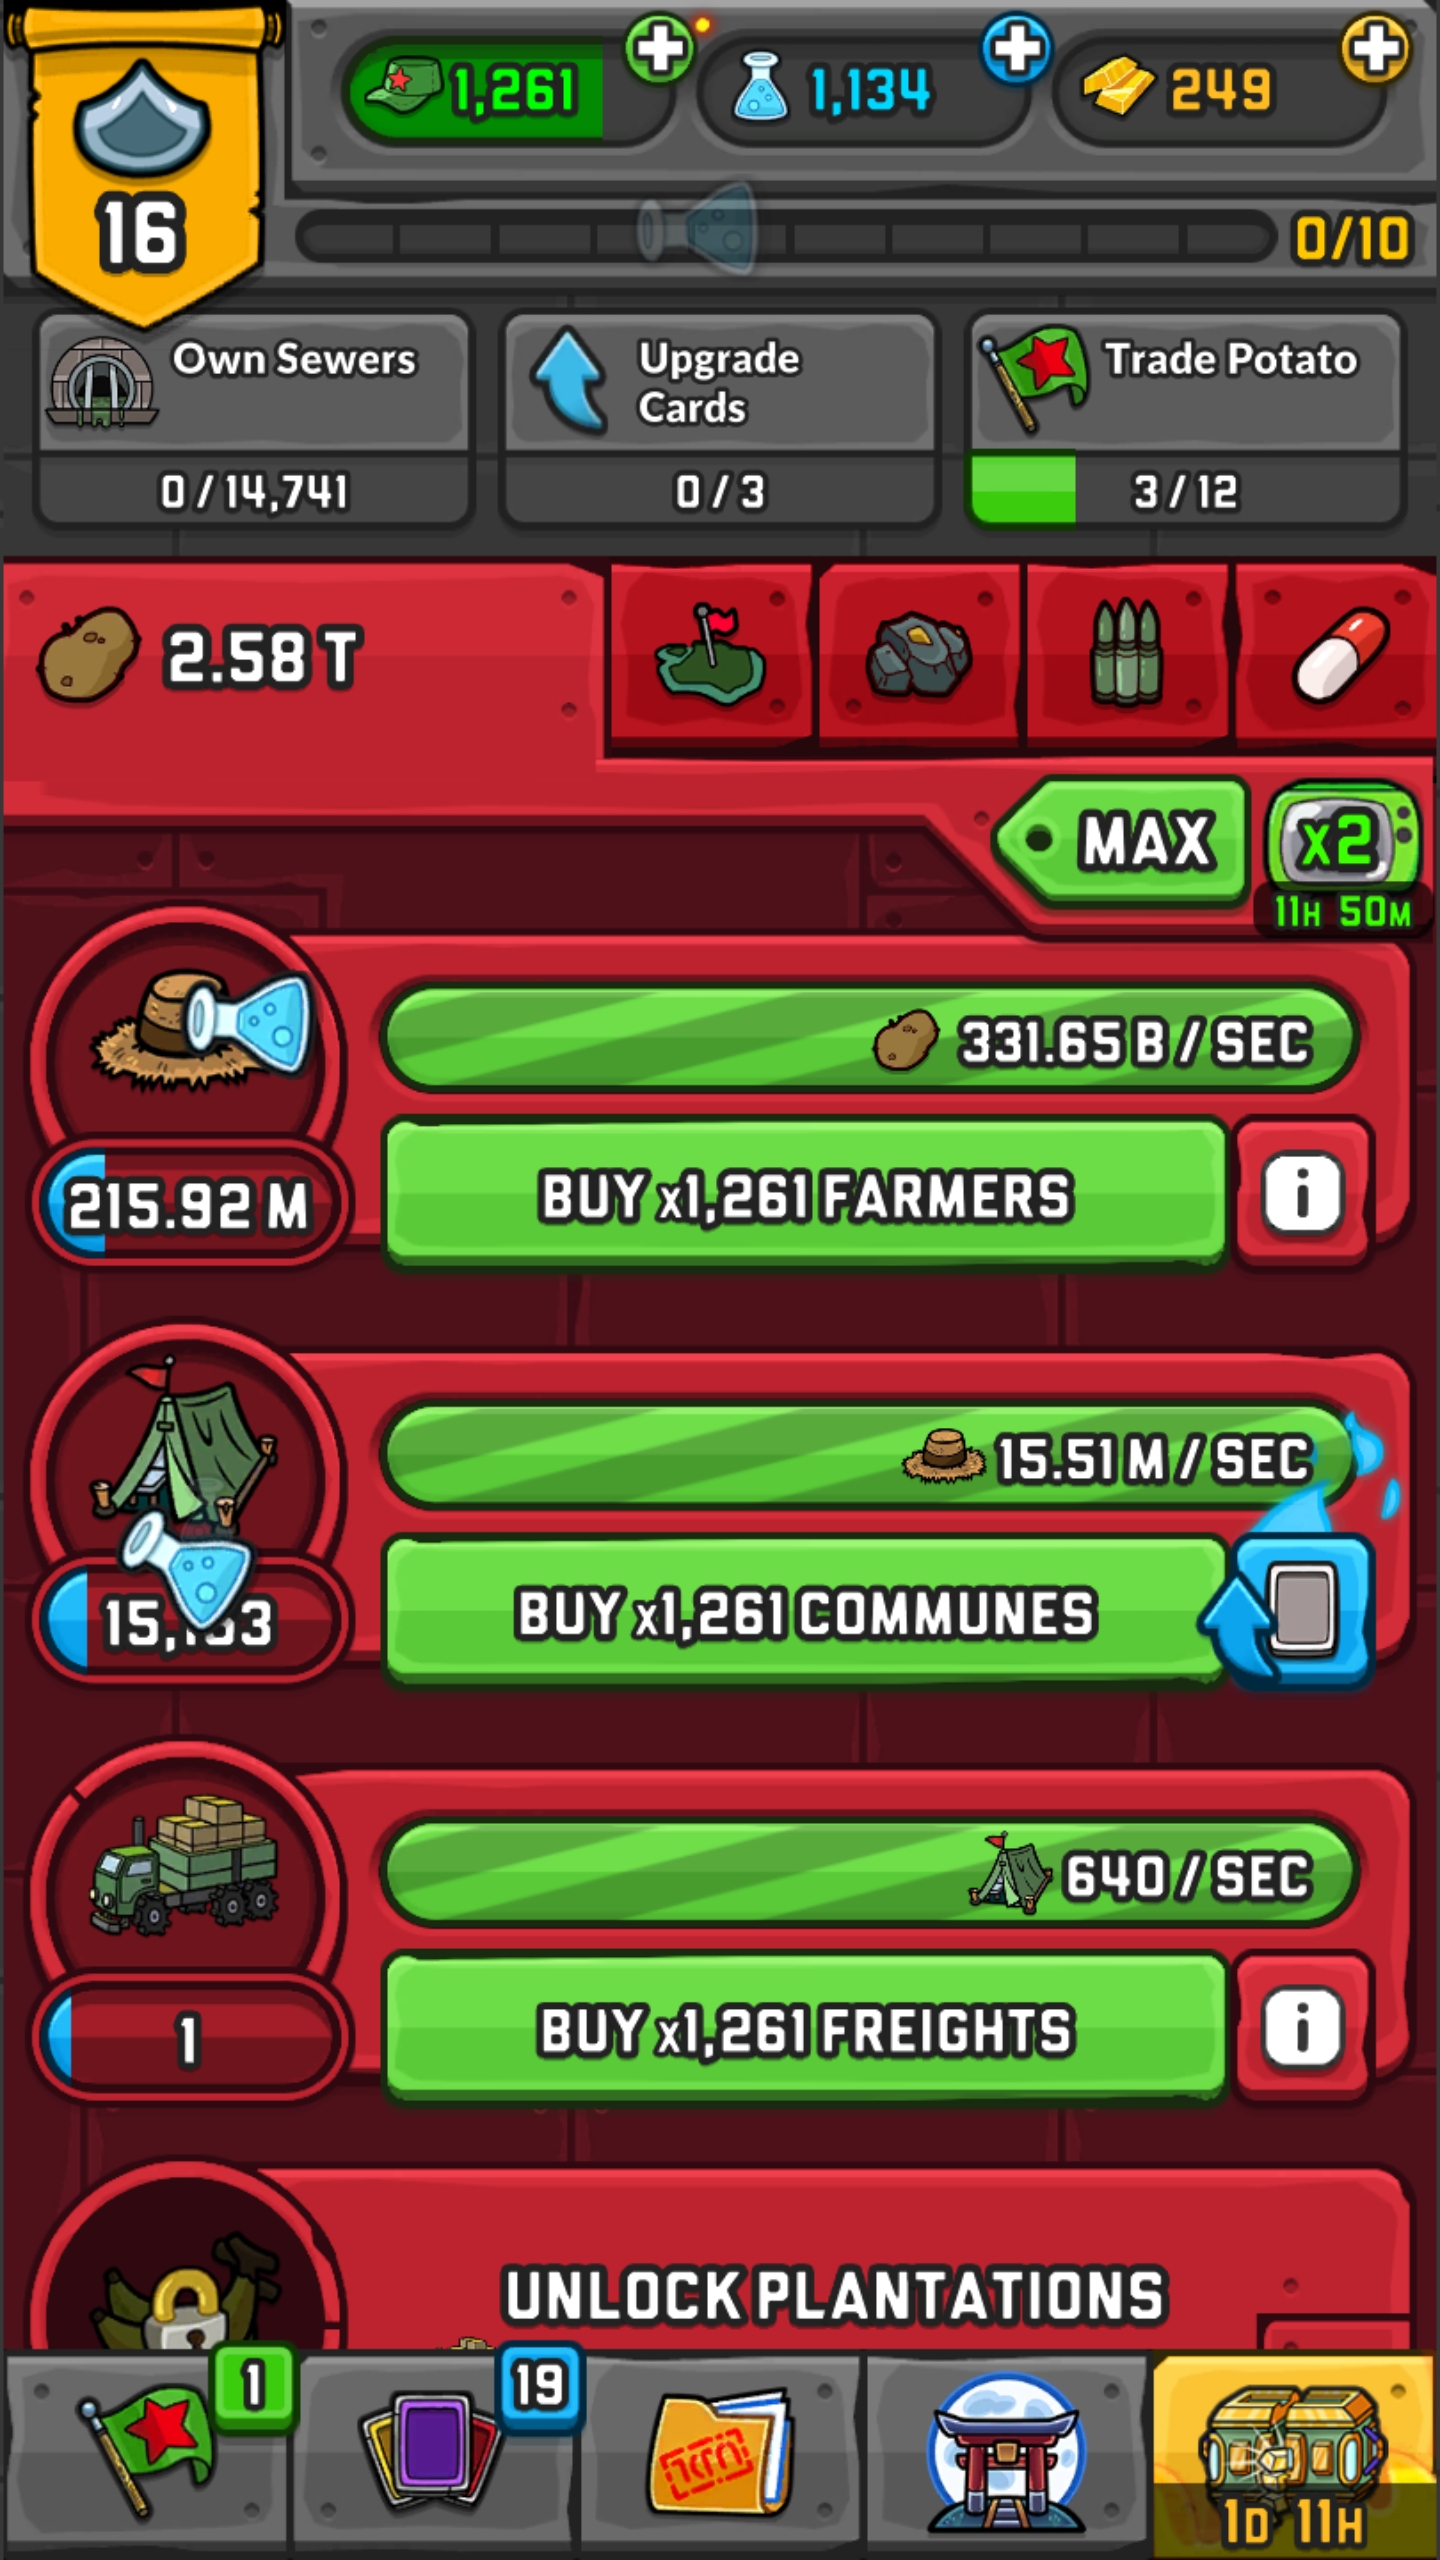 1,261
1,134
249
16
0/10
Own Sewers
0 / 14,741
Upgrade
Cards
0 / 3
Trade Potato
3 / 12
2.58 T
MAX
x2
11H 50M
331.65 B / SEC
215.92 M
BUY x1,261 FARMERS
i
15.51 M / SEC
BUY x1,261 COMMUNES
640 / SEC
1
BUY x1,261 FREIGHTS
i
UNLOCK PLANTATIONS
1
19
1D 11H